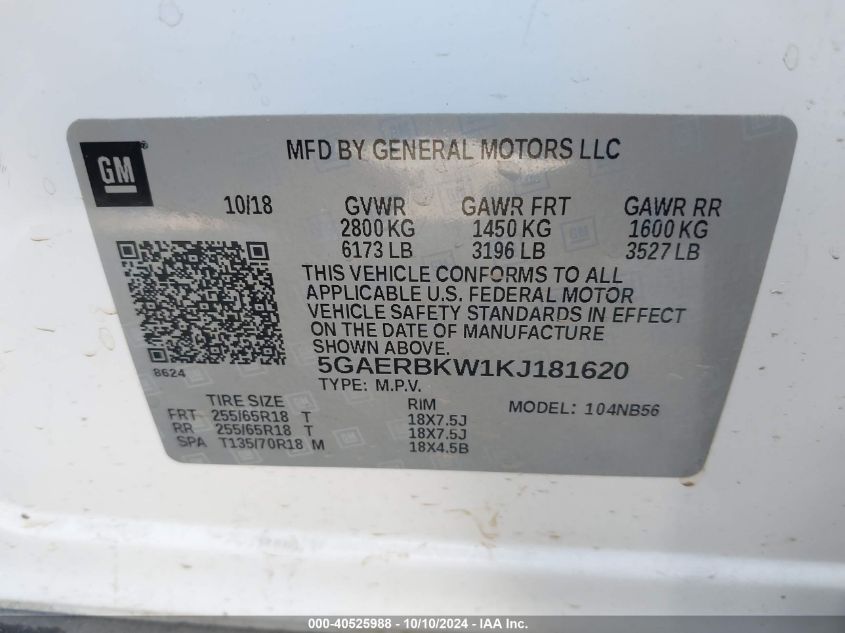 GM
MFD BY GENERAL MOTORS LLC
10/18 GVWR GAWR FRT GAWR RR
2800 KG 1450 KG 1600 KG
6173 LB 3196 LB 3527 LB
THIS VEHICLE CONFORMS TO ALL
APPLICABLE U.S. FEDERAL MOTOR
VEHICLE SAFETY STANDARDS IN EFFECT
ON THE DATE OF MANUFACTURE
SHOWN ABOVE.
8624
5GAERBKW1KJ181620
TYPE: M.P.V.
TIRE SIZE RIM MODEL: 104NB56
FRT 255/65R18 T 18X7.5J
RR 255/65R18 T 18X7.5J
SPA T135/70R18 M 18X4.5B
000-40525988 - 10/10/2024 - IAA Inc.